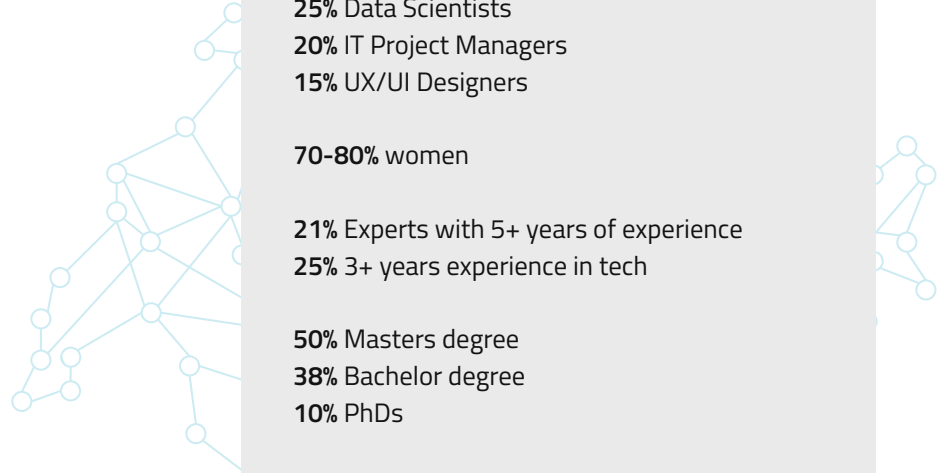 25% Data Scientists
20% IT Project Managers
15% UX/UI Designers
70-80% women
21% Experts with 5+ years of experience
25% 3+ years experience in tech
50% Masters degree
38% Bachelor degree
10% PhDs